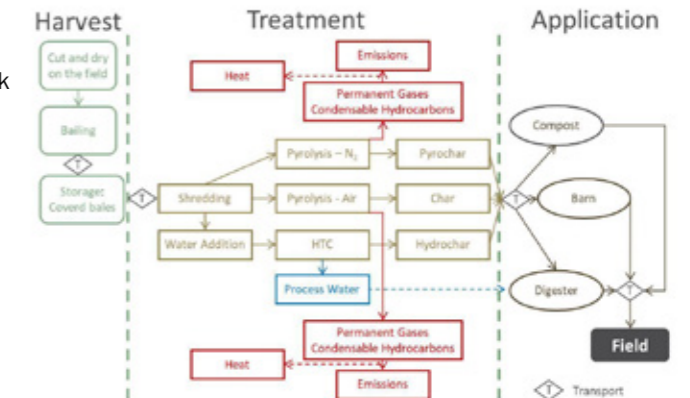 Harvest
Treatment
Application
k
Cut and dry
on the field
Bailing
T
Storage:
Coverd bales
T
Emissions
Heat
Permanent Gases
Condensable Hydrocarbons
Pyrolysis – N₂
Pyrochar
Shredding
Pyrolysis - Air
Char
Water Addition
HTC
Hydrochar
Process Water
Permanent Gases
Condensable Hydrocarbons
Heat
Emissions
Compost
T
Barn
Digester
T
Field
T
Transport